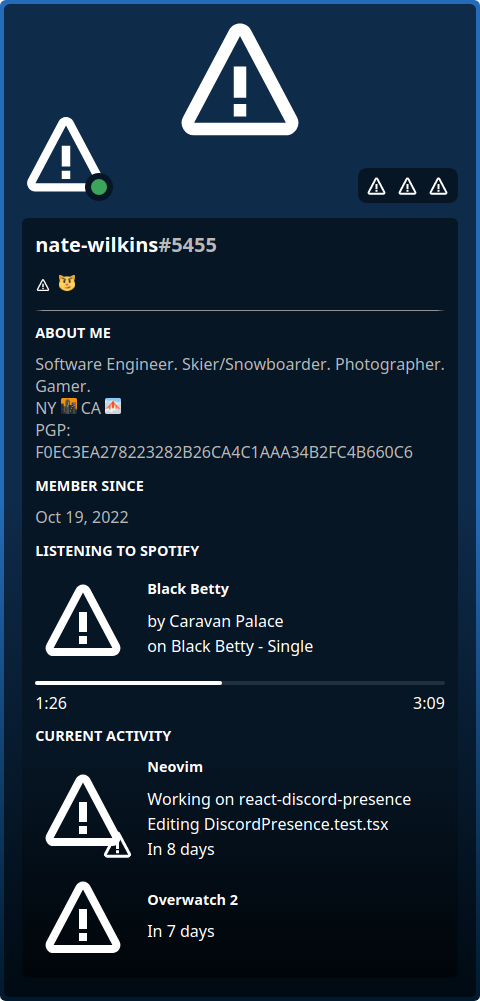 nate-wilkins#5455
ABOUT ME
Software Engineer. Skier/Snowboarder. Photographer.
Gamer.
NY 🌆 CA 🌉
PGP:
F0EC3EA278223282B26CA4C1AAA34B2FC4B660C6
MEMBER SINCE
Oct 19, 2022
LISTENING TO SPOTIFY
Black Betty
by Caravan Palace
on Black Betty - Single
1:26 3:09
CURRENT ACTIVITY
Neovim
Working on react-discord-presence
Editing DiscordPresence.test.tsx
In 8 days
Overwatch 2
In 7 days